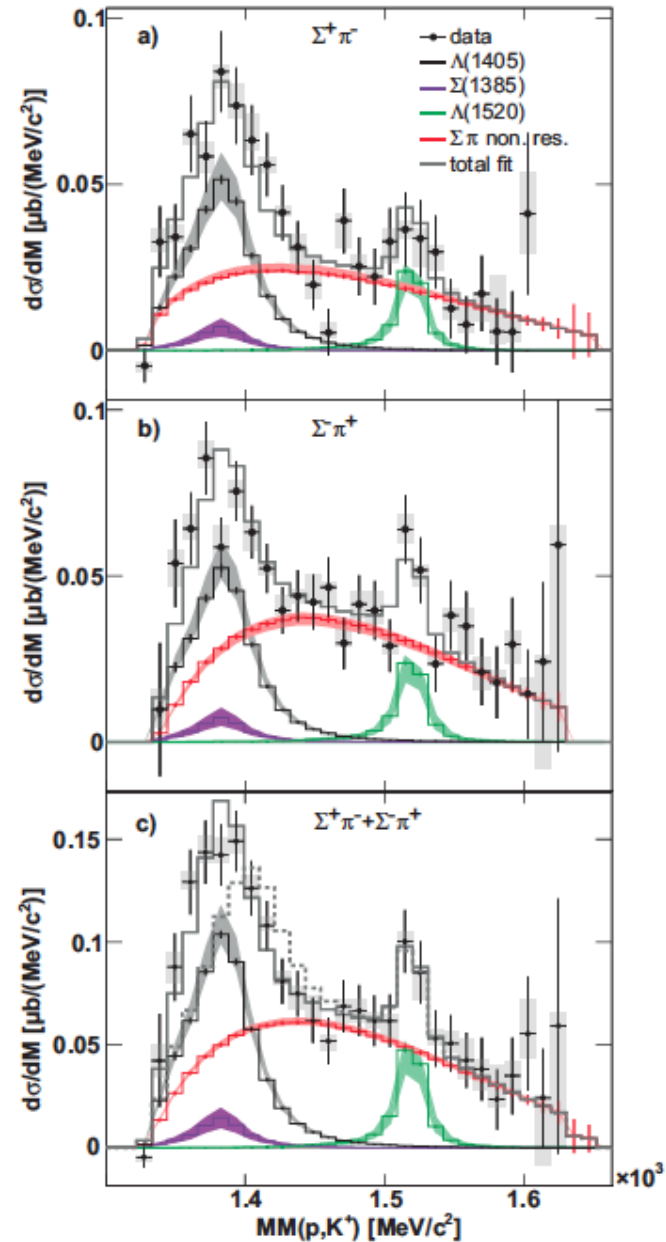 a) Σ⁺π⁻
data
Λ(1405)
Σ(1385)
Λ(1520)
Σπ non. res.
total fit
0.1
0.05
0
dσ/dM [μb/(MeV/c²)]
b) Σ⁻π⁺
0.1
0.05
0
dσ/dM [μb/(MeV/c²)]
c) Σ⁺π⁻+Σ⁻π⁺
0.15
0.1
0.05
0
dσ/dM [μb/(MeV/c²)]
1.4 1.5 1.6 ×10³
MM(p,K⁺) [MeV/c²]